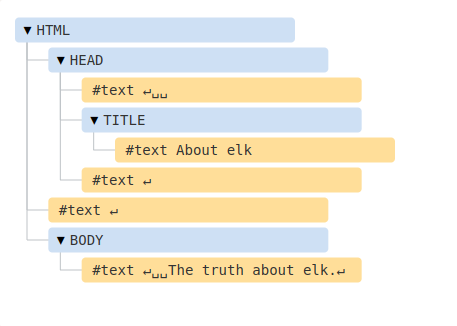 ▼ HTML
▼ HEAD
#text ↵␣␣
▼ TITLE
#text About elk
#text ↵
#text ↵
▼ BODY
#text ↵␣␣The truth about elk.↵